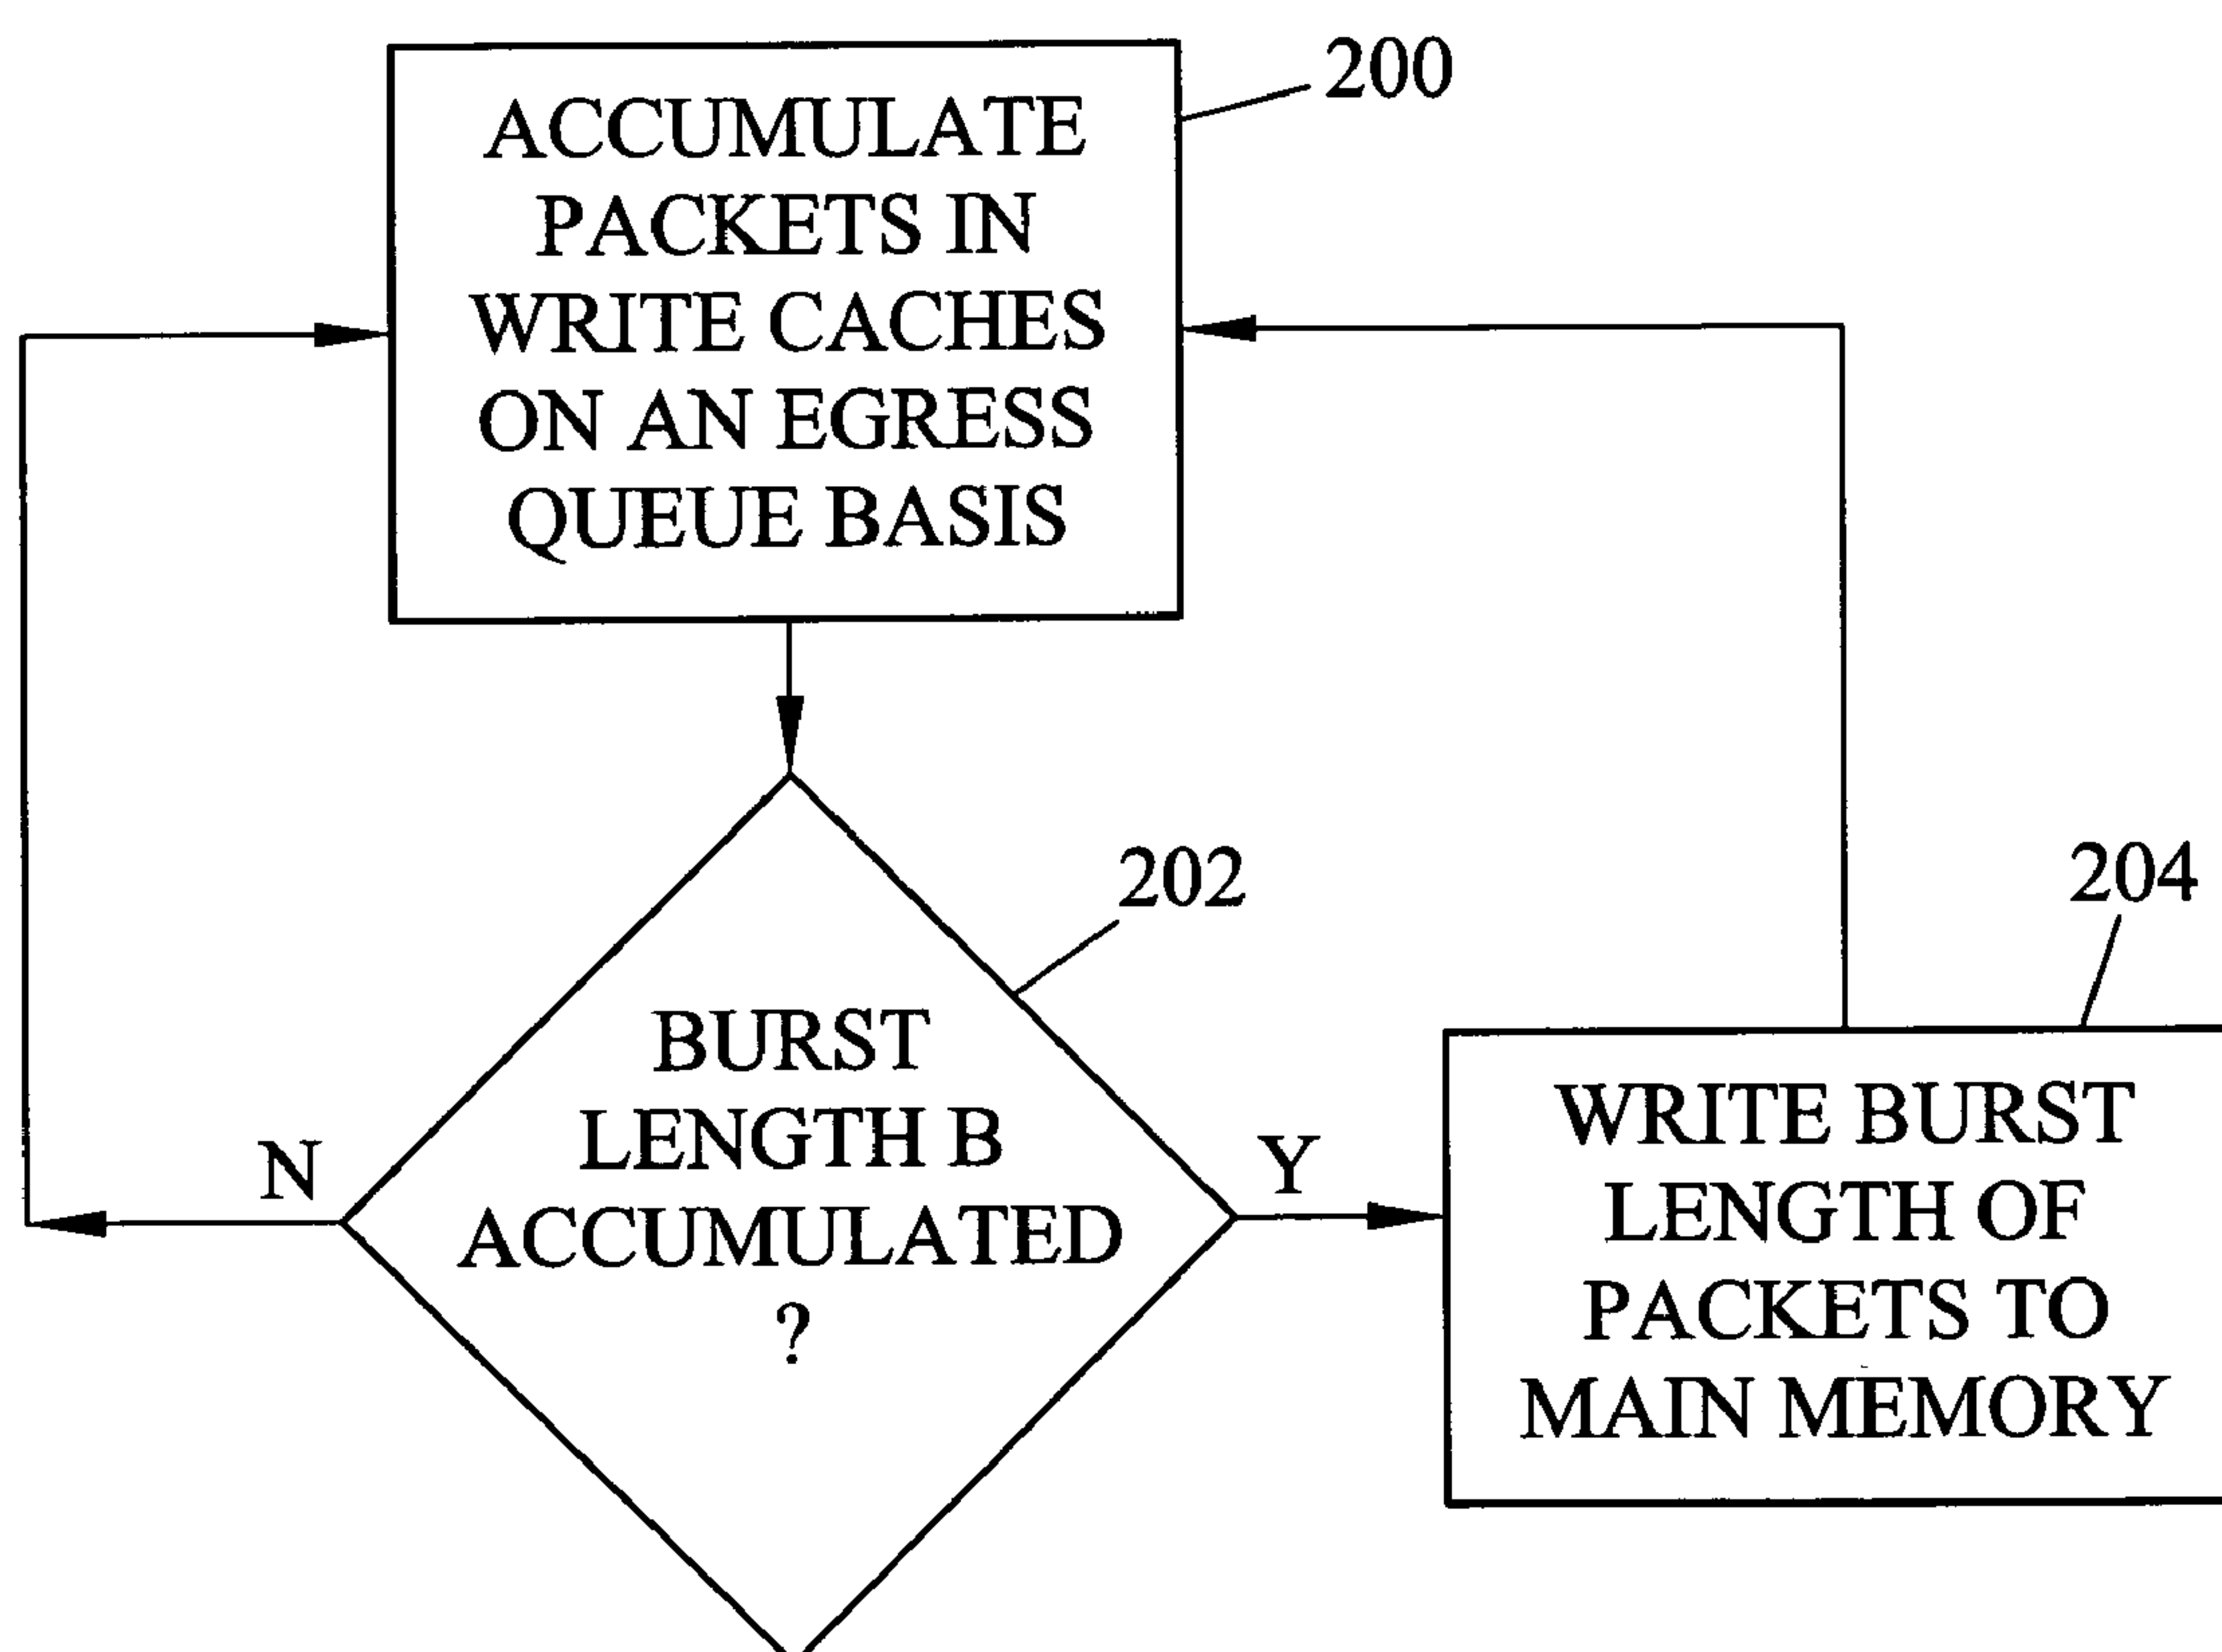 200
ACCUMULATE
PACKETS IN
WRITE CACHES
ON AN EGRESS
QUEUE BASIS
202
BURST
LENGTH B
ACCUMULATED
?
N
Y
204
WRITE BURST
LENGTH OF
PACKETS TO
MAIN MEMORY